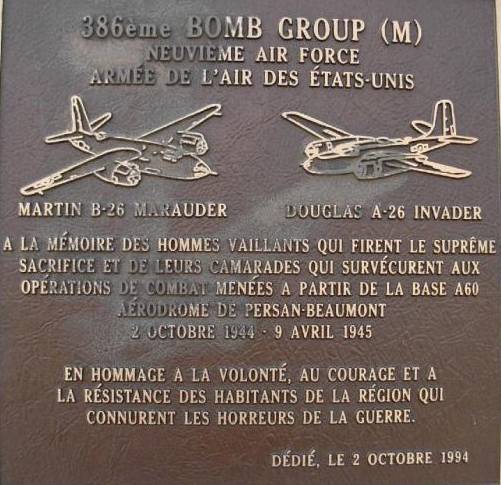 386ème BOMB GROUP (M)
NEUVIEME AIR FORCE
ARMÉE DE L'AIR DES ÉTATS-UNIS
MARTIN B-26 MARAUDER
DOUGLAS A-26 INVADER
A LA MÉMOIRE DES HOMMES VAILLANTS QUI FIRENT LE SUPRÊME
SACRIFICE ET DE LEURS CAMARADES QUI SURVÉCURENT AUX
OPÉRATIONS DE COMBAT MENÉES A PARTIR DE LA BASE A60
AÉRODROME DE PERSAN-BEAUMONT
2 OCTOBRE 1944 - 9 AVRIL 1945
EN HOMMAGE A LA VOLONTÉ, AU COURAGE ET A
LA RÉSISTANCE DES HABITANTS DE LA RÉGION QUI
CONNURENT LES HORREURS DE LA GUERRE.
DÉDIÉ, LE 2 OCTOBRE 1994